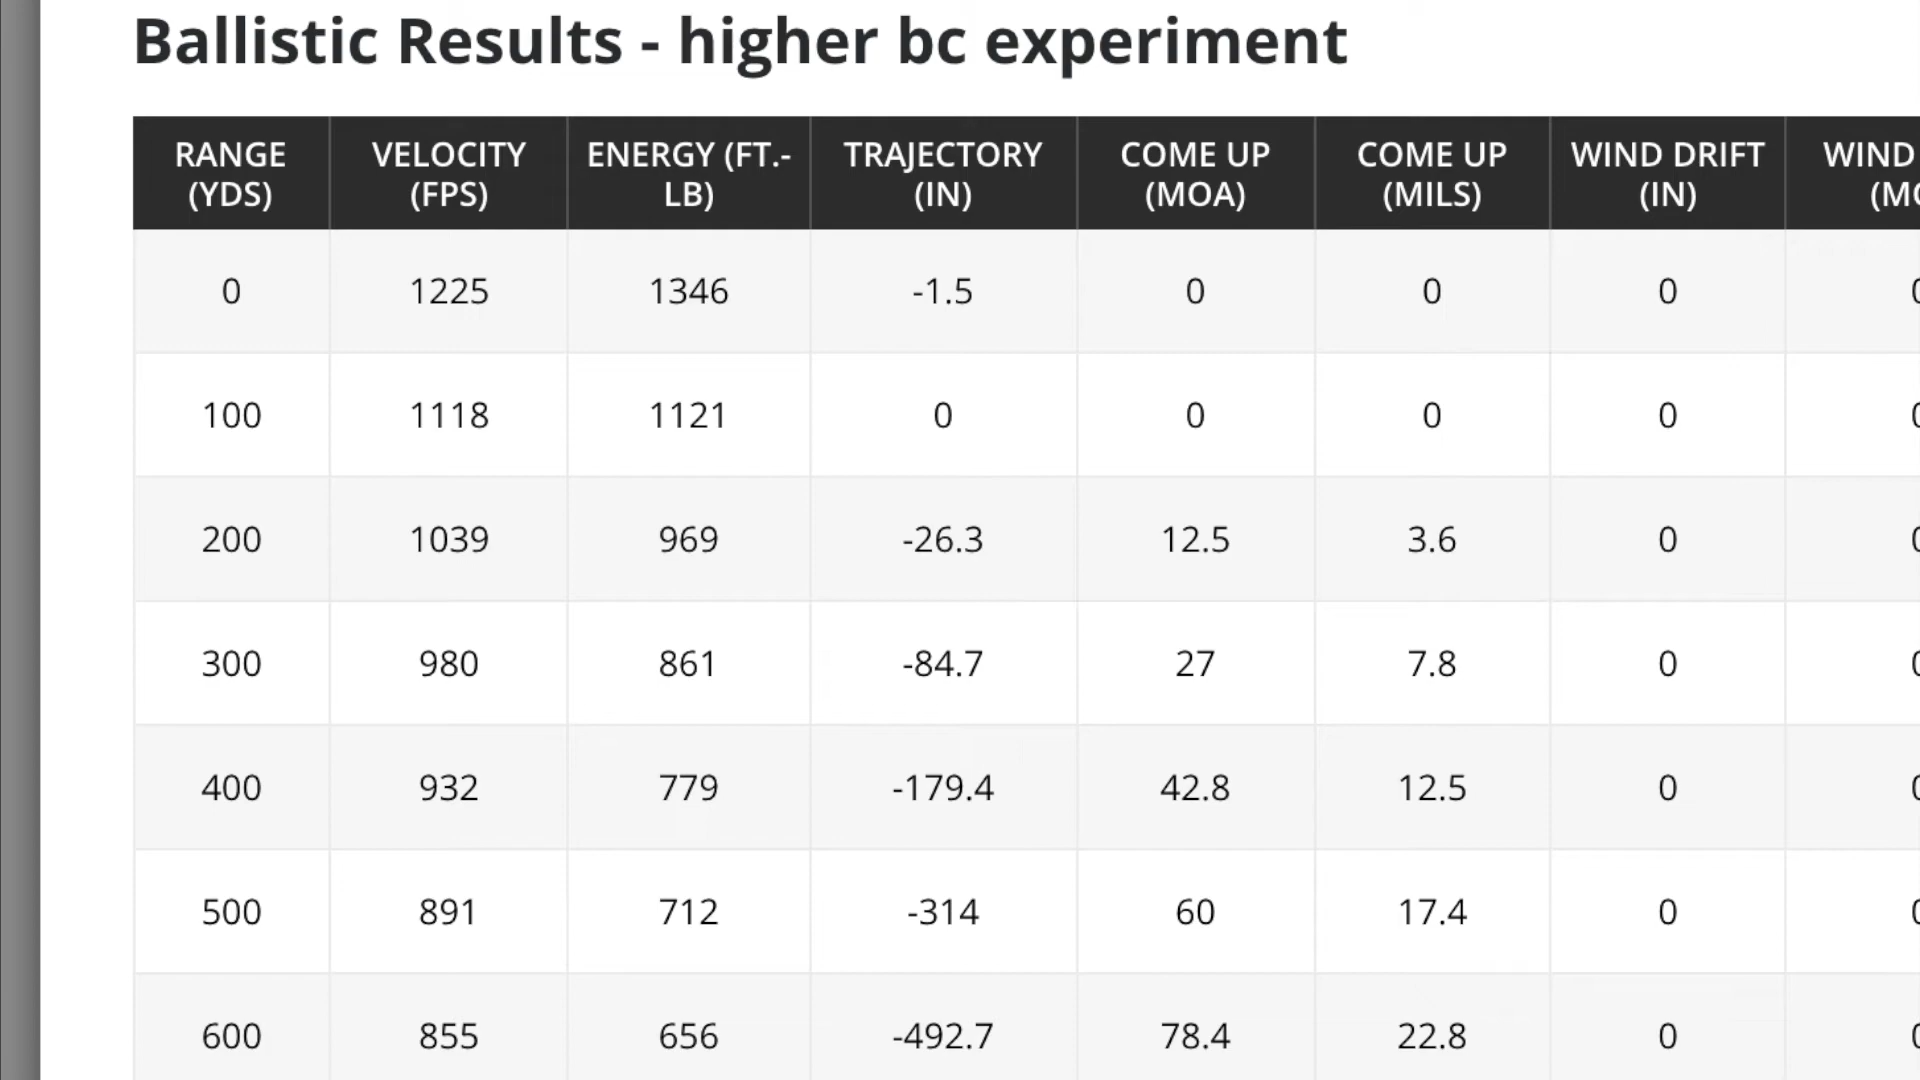 Ballistic Results - higher bc experiment
RANGE (YDS) VELOCITY (FPS) ENERGY (FT.-LB) TRAJECTORY (IN) COME UP (MOA) COME UP (MILS) WIND DRIFT (IN) WIND
0 1225 1346 -1.5 0 0 0
100 1118 1121 0 0 0 0
200 1039 969 -26.3 12.5 3.6 0
300 980 861 -84.7 27 7.8 0
400 932 779 -179.4 42.8 12.5 0
500 891 712 -314 60 17.4 0
600 855 656 -492.7 78.4 22.8 0